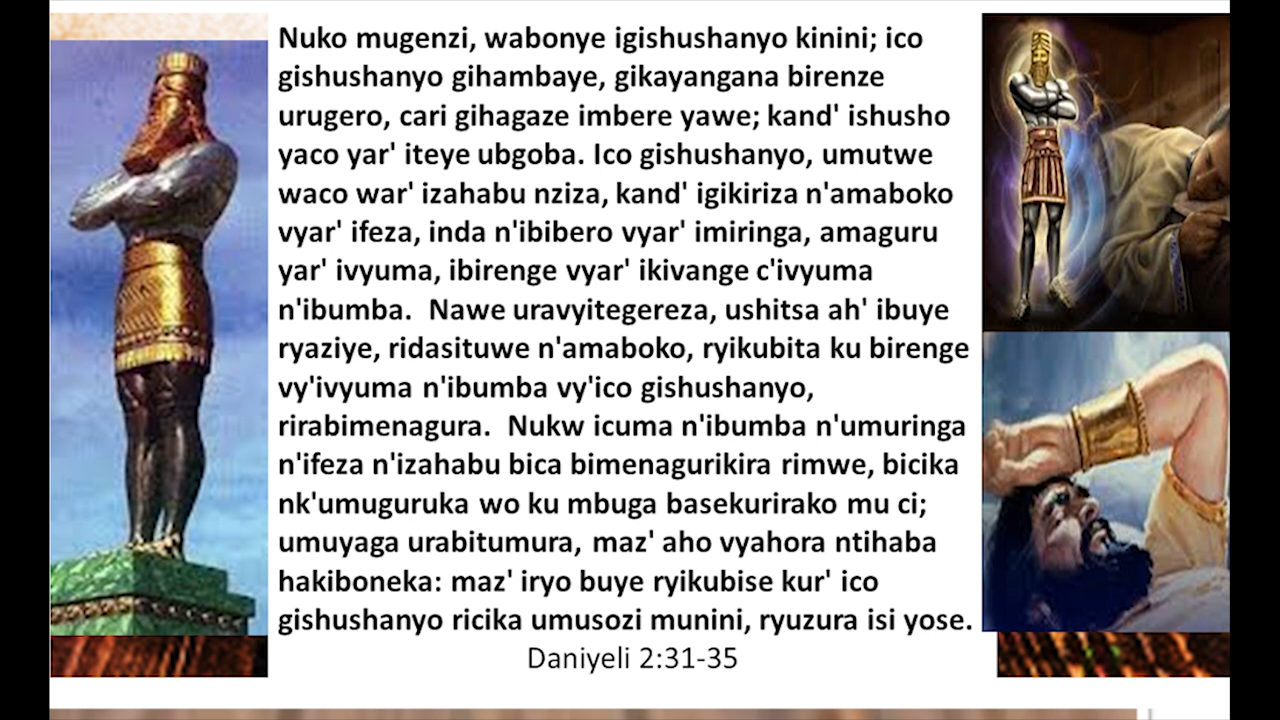 Nuko mugenzi, wabonye igishushanyo kinini; ico
gishushanyo gihambaye, gikayangana birenze
urugero, cari gihagaze imbere yawe; kand' ishusho
yaco yar' iteye ubgoba. Ico gishushanyo, umutwe
waco war' izahabu nziza, kand' igikiriza n'amaboko
vyar' ifeza, inda n'ibibero vyar' imiringa, amaguru
yar' ivyuma, ibirenge vyar' ikivange c'ivyuma
n'ibumba.  Nawe uravyitegereza, ushitsa ah' ibuye
ryaziye, ridasituwe n'amaboko, ryikubita ku birenge
vy'ivyuma n'ibumba vy'ico gishushanyo,
rirabimenagura.  Nukw icuma n'ibumba n'umuringa
n'ifeza n'izahabu bica bimenagurikira rimwe, bicika
nk'umuguruka wo ku mbuga basekurirako mu ci;
umuyaga urabitumura, maz' aho vyahora ntihaba
hakiboneka: maz' iryo buye ryikubise kur' ico
gishushanyo ricika umusozi munini, ryuzura isi yose.
Daniyeli 2:31-35